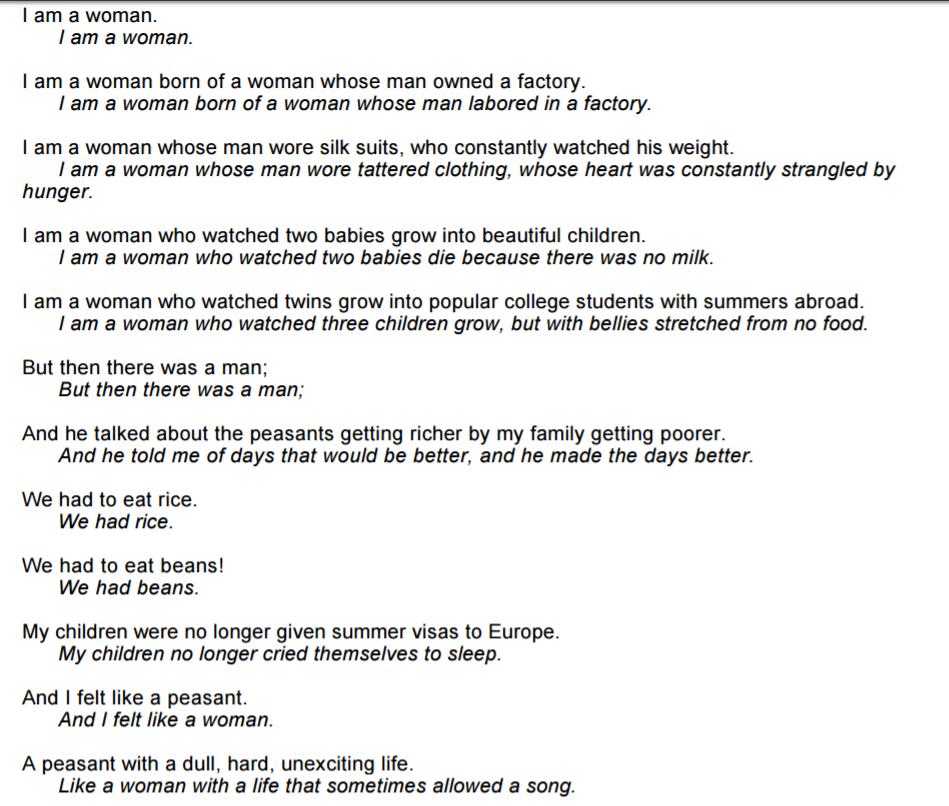 I am a woman.
I am a woman.
I am a woman born of a woman whose man owned a factory.
I am a woman born of a woman whose man labored in a factory.
I am a woman whose man wore silk suits, who constantly watched his weight.
I am a woman whose man wore tattered clothing, whose heart was constantly strangled by
hunger.
I am a woman who watched two babies grow into beautiful children.
I am a woman who watched two babies die because there was no milk.
I am a woman who watched twins grow into popular college students with summers abroad.
I am a woman who watched three children grow, but with bellies stretched from no food.
But then there was a man;
But then there was a man;
And he talked about the peasants getting richer by my family getting poorer.
And he told me of days that would be better, and he made the days better.
We had to eat rice.
We had rice.
We had to eat beans!
We had beans.
My children were no longer given summer visas to Europe.
My children no longer cried themselves to sleep.
And I felt like a peasant.
And I felt like a woman.
A peasant with a dull, hard, unexciting life.
Like a woman with a life that sometimes allowed a song.